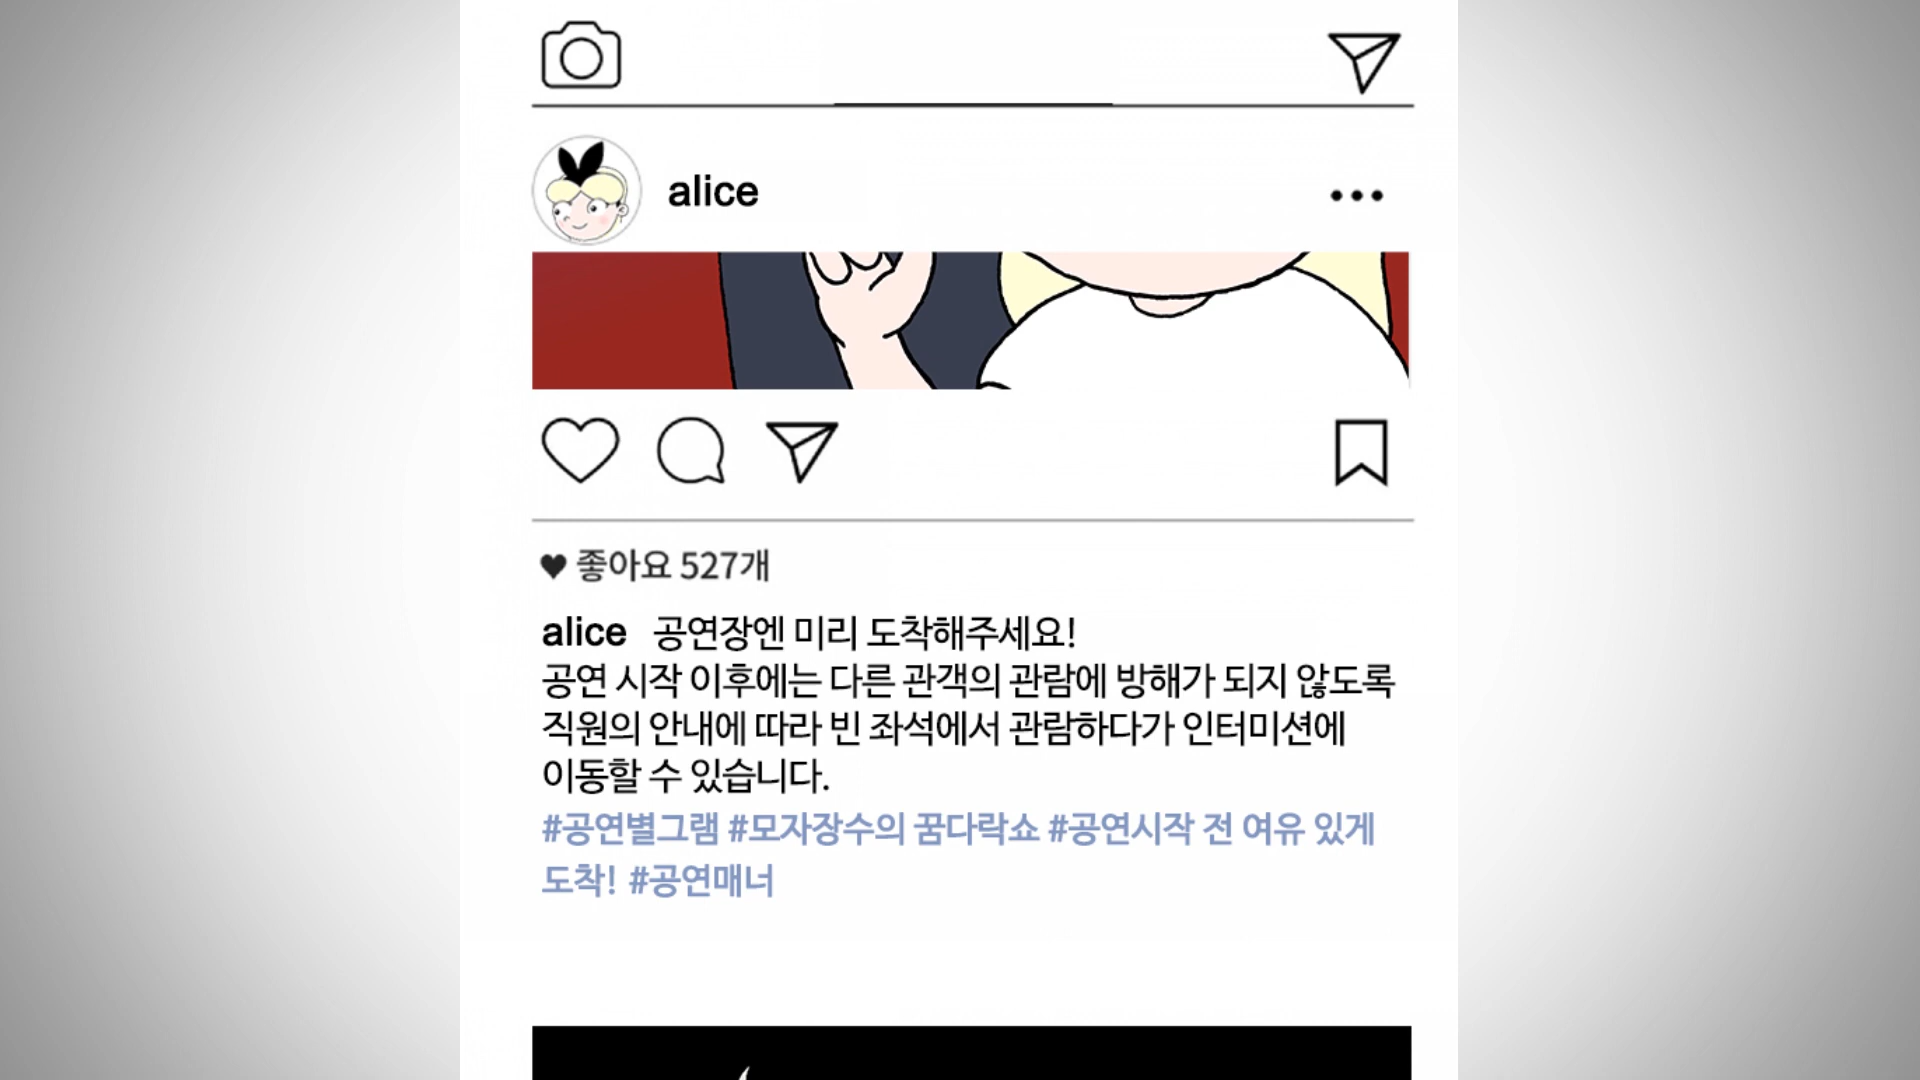 alice
좋아요 527개
alice 공연장엔 미리 도착해주세요!
공연 시작 이후에는 다른 관객의 관람에 방해가 되지 않도록
직원의 안내에 따라 빈 좌석에서 관람하다가 인터미션에
이동할 수 있습니다.
#공연별그램 #모자장수의 꿈다락쇼 #공연시작 전 여유 있게
도착! #공연매너